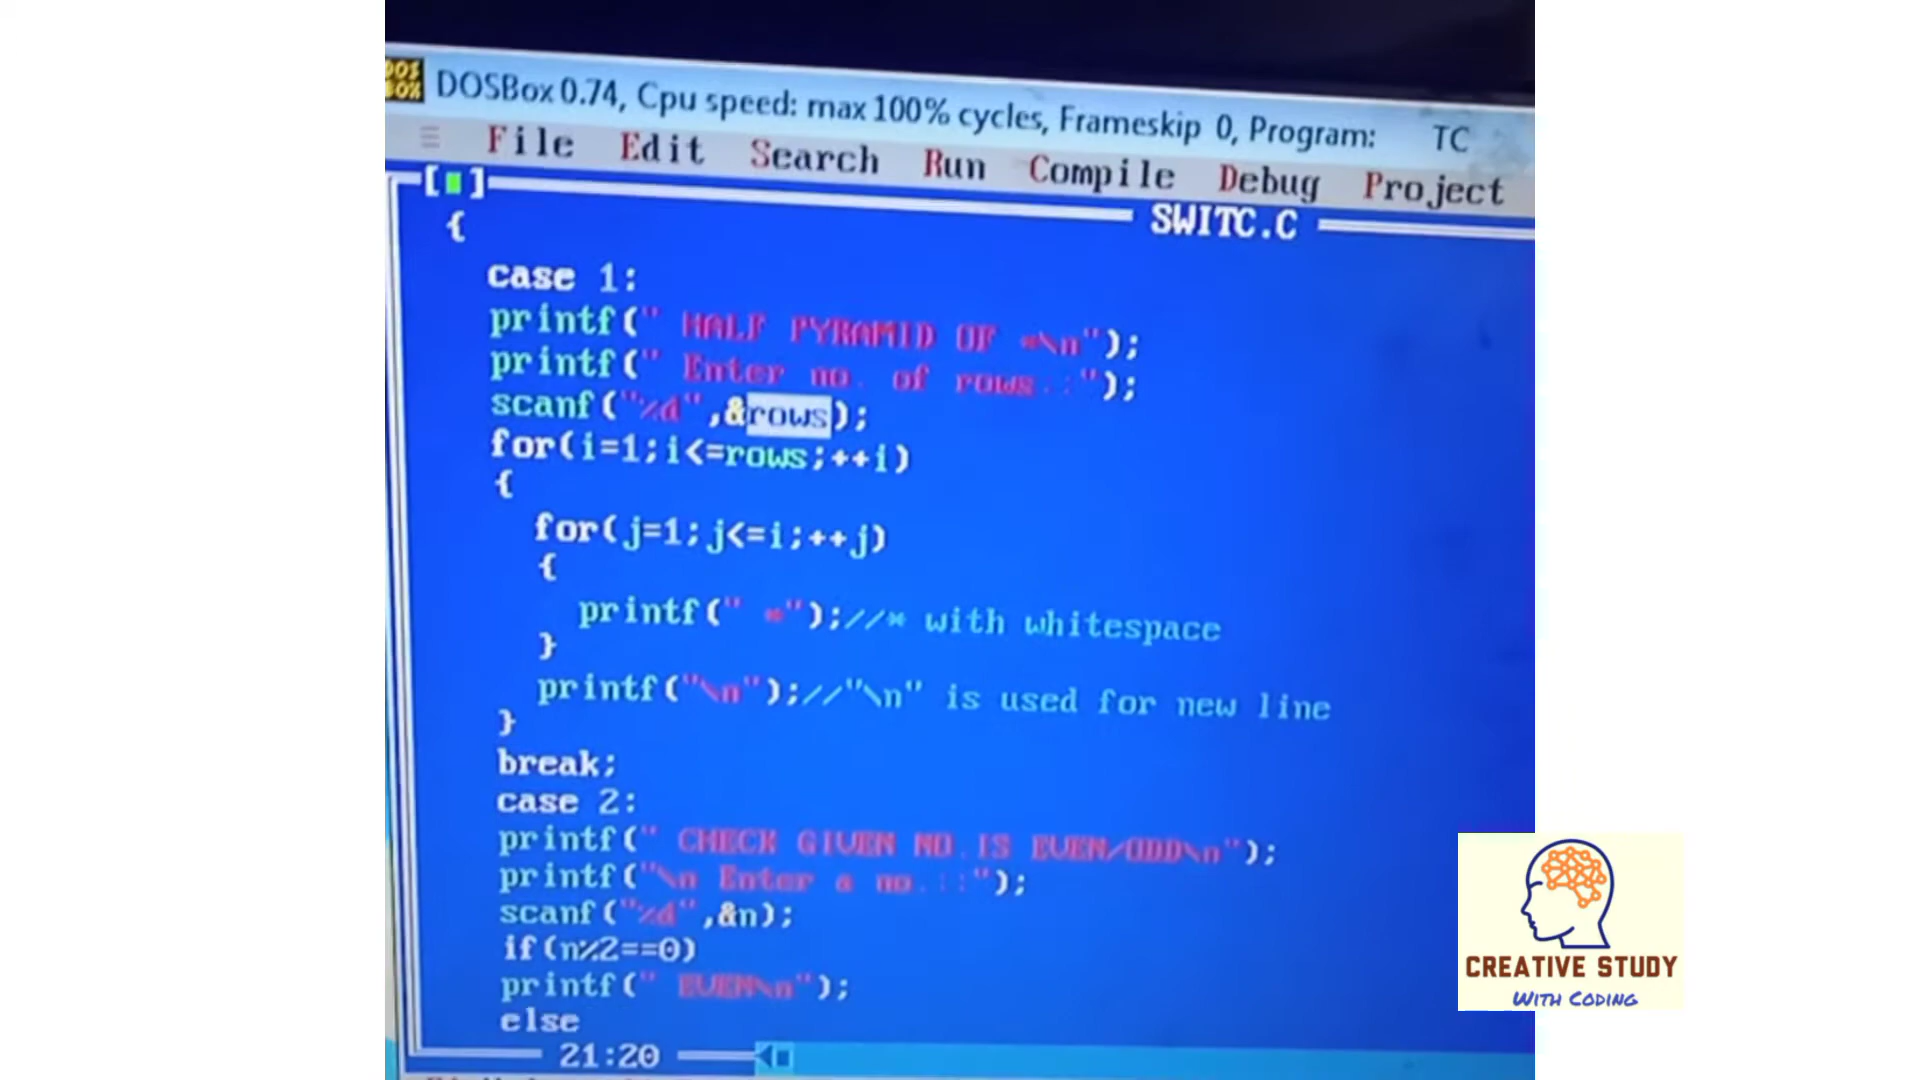 DOS
BOX
DOSBox 0.74, Cpu speed: max 100% cycles, Frameskip 0, Program: TC
≡ File Edit Search Run Compile Debug Project
[■] SWITC.C
{
case 1:
printf(" HALF PYRAMID OF *\n");
printf(" Enter no. of rows.:");
scanf("%d",&rows);
for(i=1;i<=rows;++i)
{
for(j=1;j<=i;++j)
{
printf(" *");//* with whitespace
}
printf("\n");//"\n" is used for new line
}
break;
case 2:
printf(" CHECK GIVEN NO.IS EVEN/ODD\n");
printf("\n Enter a no.::");
scanf("%d",&n);
if(n%2==0)
printf(" EVEN\n");
else
21:20
CREATIVE STUDY
WITH CODING